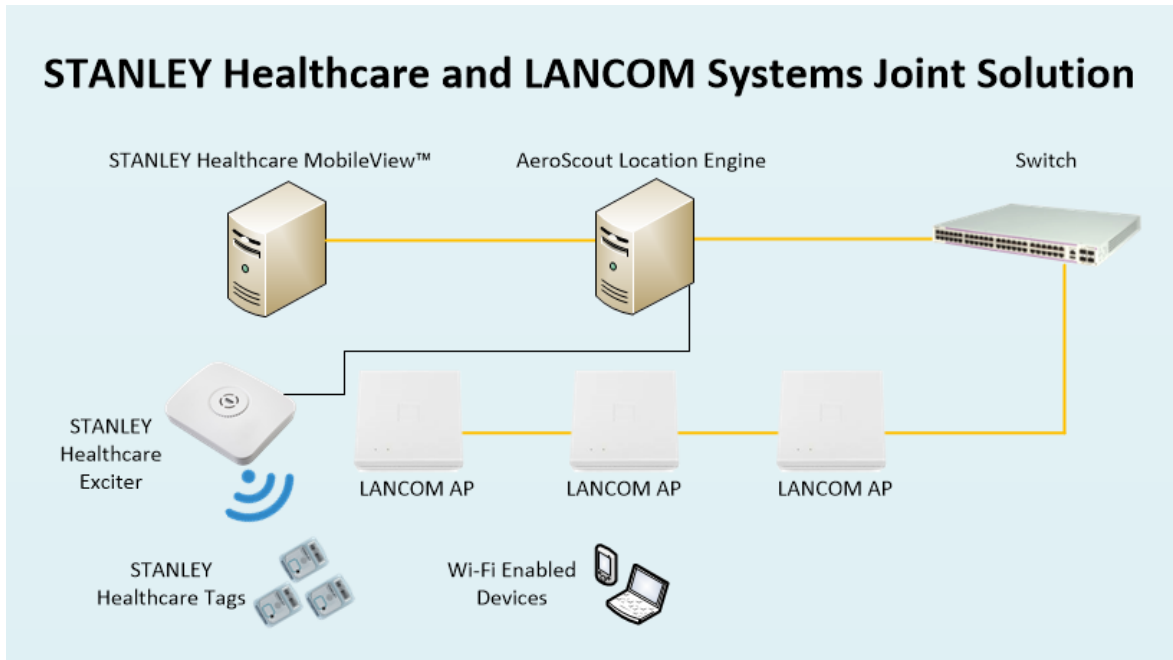 STANLEY Healthcare and LANCOM Systems Joint Solution
STANLEY Healthcare MobileView™
AeroScout Location Engine
Switch
STANLEY
Healthcare
Exciter
LANCOM AP
LANCOM AP
LANCOM AP
STANLEY
Healthcare Tags
Wi-Fi Enabled
Devices